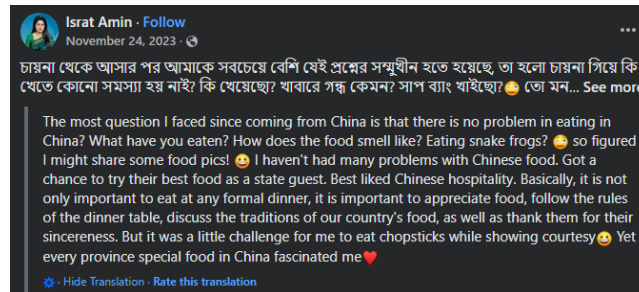 Israt Amin · Follow
November 24, 2023 ·
চায়না থেকে আসার পর আমাকে সবচেয়ে বেশি যেই প্রশ্নের সম্মুখীন হতে হয়েছে, তা হলো চায়না গিয়ে কি
খেতে কোনো সমস্যা হয় নাই? কি খেয়েছো? খাবারে গন্ধ কেমন? সাপ ব্যাং খাইছো?😳 তো মন... See more
The most question I faced since coming from China is that there is no problem in eating in
China? What have you eaten? How does the food smell like? Eating snake frogs? 😳 so figured
I might share some food pics! 😀 I haven't had many problems with Chinese food. Got a
chance to try their best food as a state guest. Best liked Chinese hospitality. Basically, it is not
only important to eat at any formal dinner, it is important to appreciate food, follow the rules
of the dinner table, discuss the traditions of our country's food, as well as thank them for their
sincereness. But it was a little challenge for me to eat chopsticks while showing courtesy😀 Yet
every province special food in China fascinated me❤️
· Hide Translation · Rate this translation